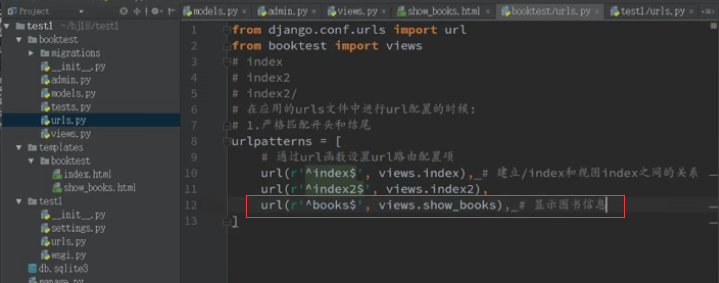 Project
models.py
admin.py
views.py
show_books.html
booktest/urls.py
test1/urls.py
test1 ~/bj18/test1
booktest
migrations
__init__.py
admin.py
models.py
tests.py
urls.py
views.py
templates
booktest
index.html
show_books.html
test1
__init__.py
settings.py
urls.py
wsgi.py
db.sqlite3
manage.py
1 from django.conf.urls import url
2 from booktest import views
3 # index
4 # index2
5 # index2/
6 # 在应用的urls文件中进行url配置的时候:
7 # 1.严格匹配开头和结尾
8 urlpatterns = [
9 # 通过url函数设置url路由配置项
10 url(r'^index$', views.index), # 建立/index和视图index之间的关系
11 url(r'^index2$', views.index2),
12 url(r'^books$', views.show_books), # 显示图书信息
13 ]